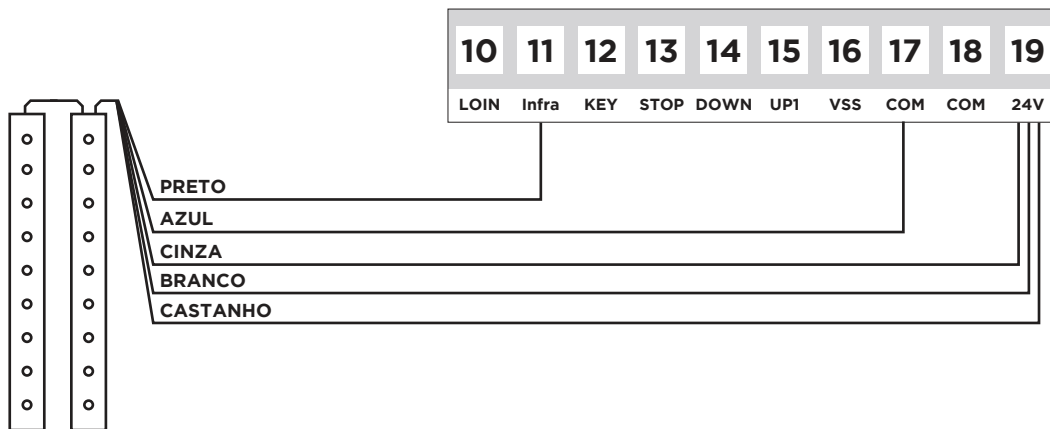 10 11 12 13 14 15 16 17 18 19
LOIN Infra KEY STOP DOWN UP1 VSS COM COM 24V
PRETO
AZUL
CINZA
BRANCO
CASTANHO